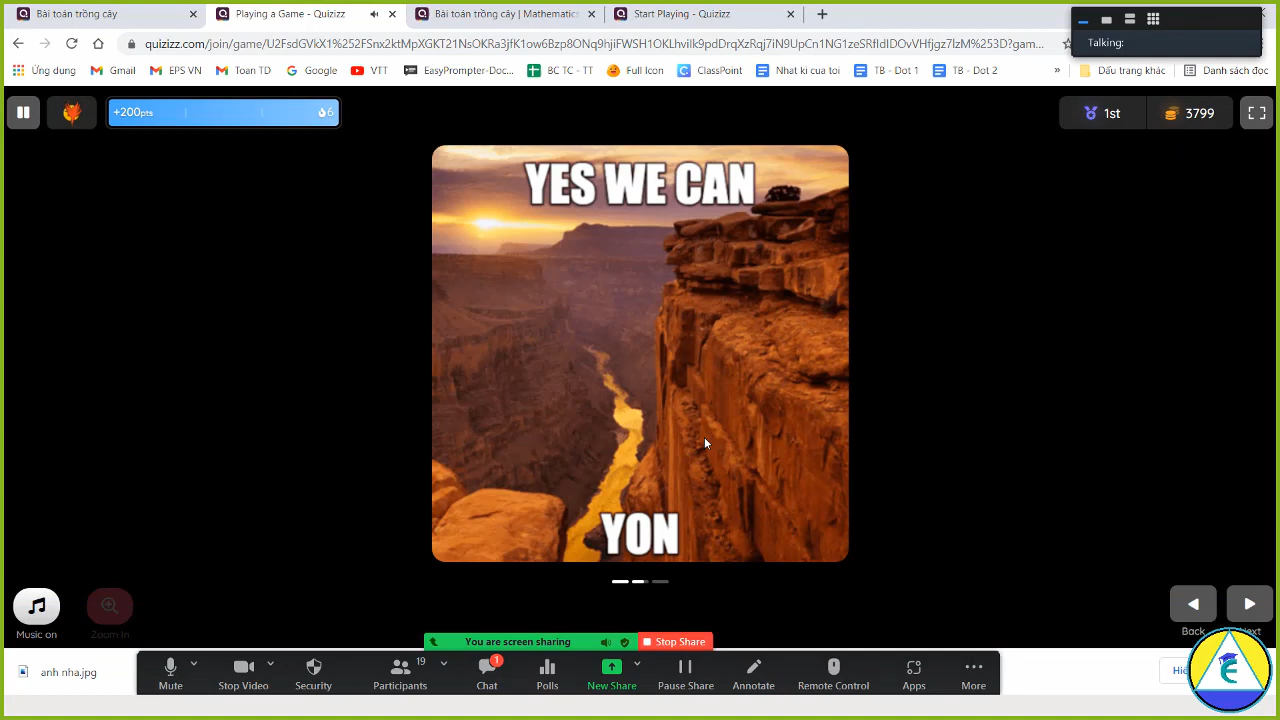 Bài toán trồng cây
Playing a Game - Quizizz
Bài toán trồng cây | Mathematics
Start Playing - Quizizz
Talking:
quizizz.com/join/game/U2FsdGVkX1%252Fznx2EMpXGKT21NsOKRa3jfK1ow6Bzp8ONq9hjiFWSH1OKLhvilk9pdDrqXzRqj7iN9UpCn1NG1zeSRfIdIDOvVHfjgz7lzM%253D?gam...
Ứng dụng
Gmail
EPS VN
Toan TD
Google
VTT
EasyPrompter-Doc...
BC TC - TT
Full Icon
ClassPoint
Nhat ki cua toi
TB - Dot 1
TB - Dot 2
»
Dấu trang khác
Danh sách đọc
+200pts
6
1st
3799
YES WE CAN
YON
Music on
Zoom In
Back
You are screen sharing
Stop Share
anh nha.jpg
Mute
Stop Video
Security
19
Participants
1
Chat
Polls
New Share
Pause Share
Annotate
Remote Control
Apps
More